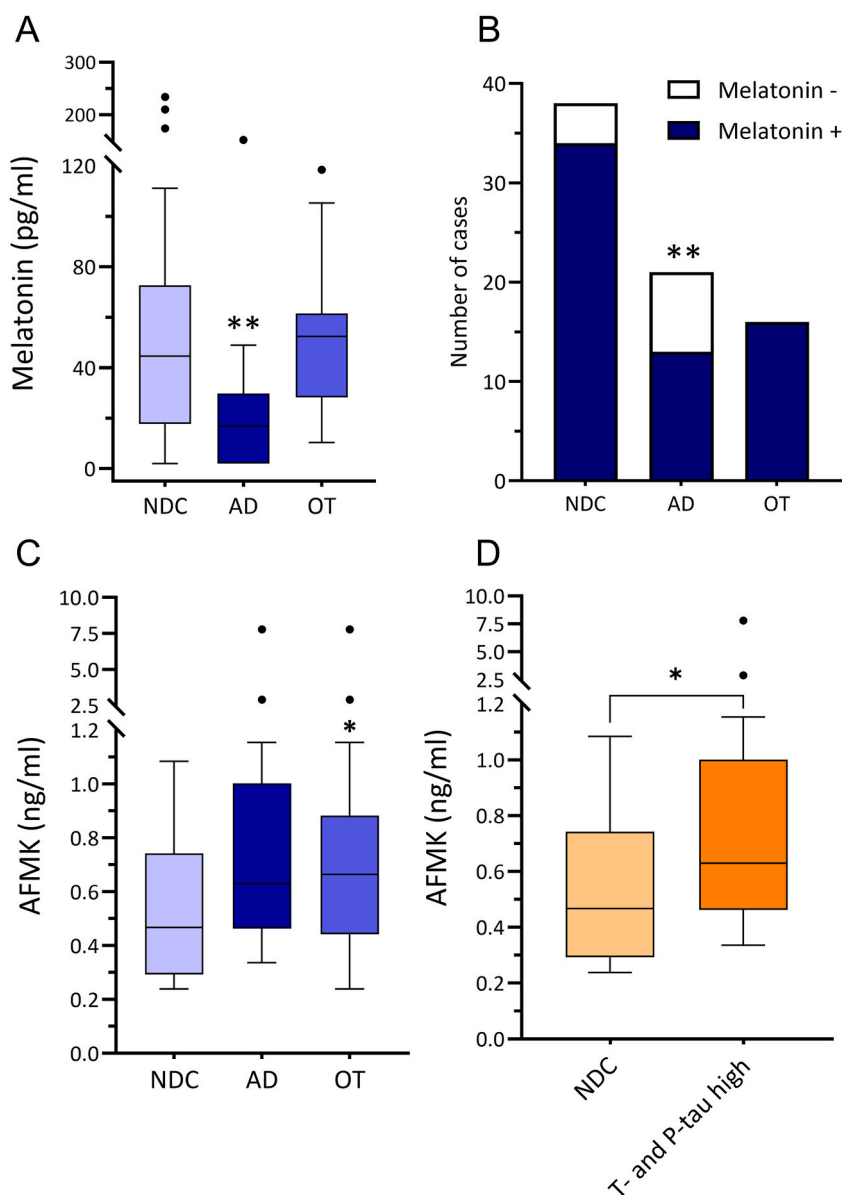 A
Melatonin (pg/ml)
300
200
120
80
40
0
**
NDC AD OT
B
Number of cases
40
30
20
10
0
Melatonin -
Melatonin +
**
NDC AD OT
C
AFMK (ng/ml)
10.0
7.5
5.0
2.5
1.2
1.0
0.8
0.6
0.4
0.2
0.0
*
NDC AD OT
D
AFMK (ng/ml)
10.0
7.5
5.0
2.5
1.2
1.0
0.8
0.6
0.4
0.2
0.0
*
NDC
T- and P-tau high